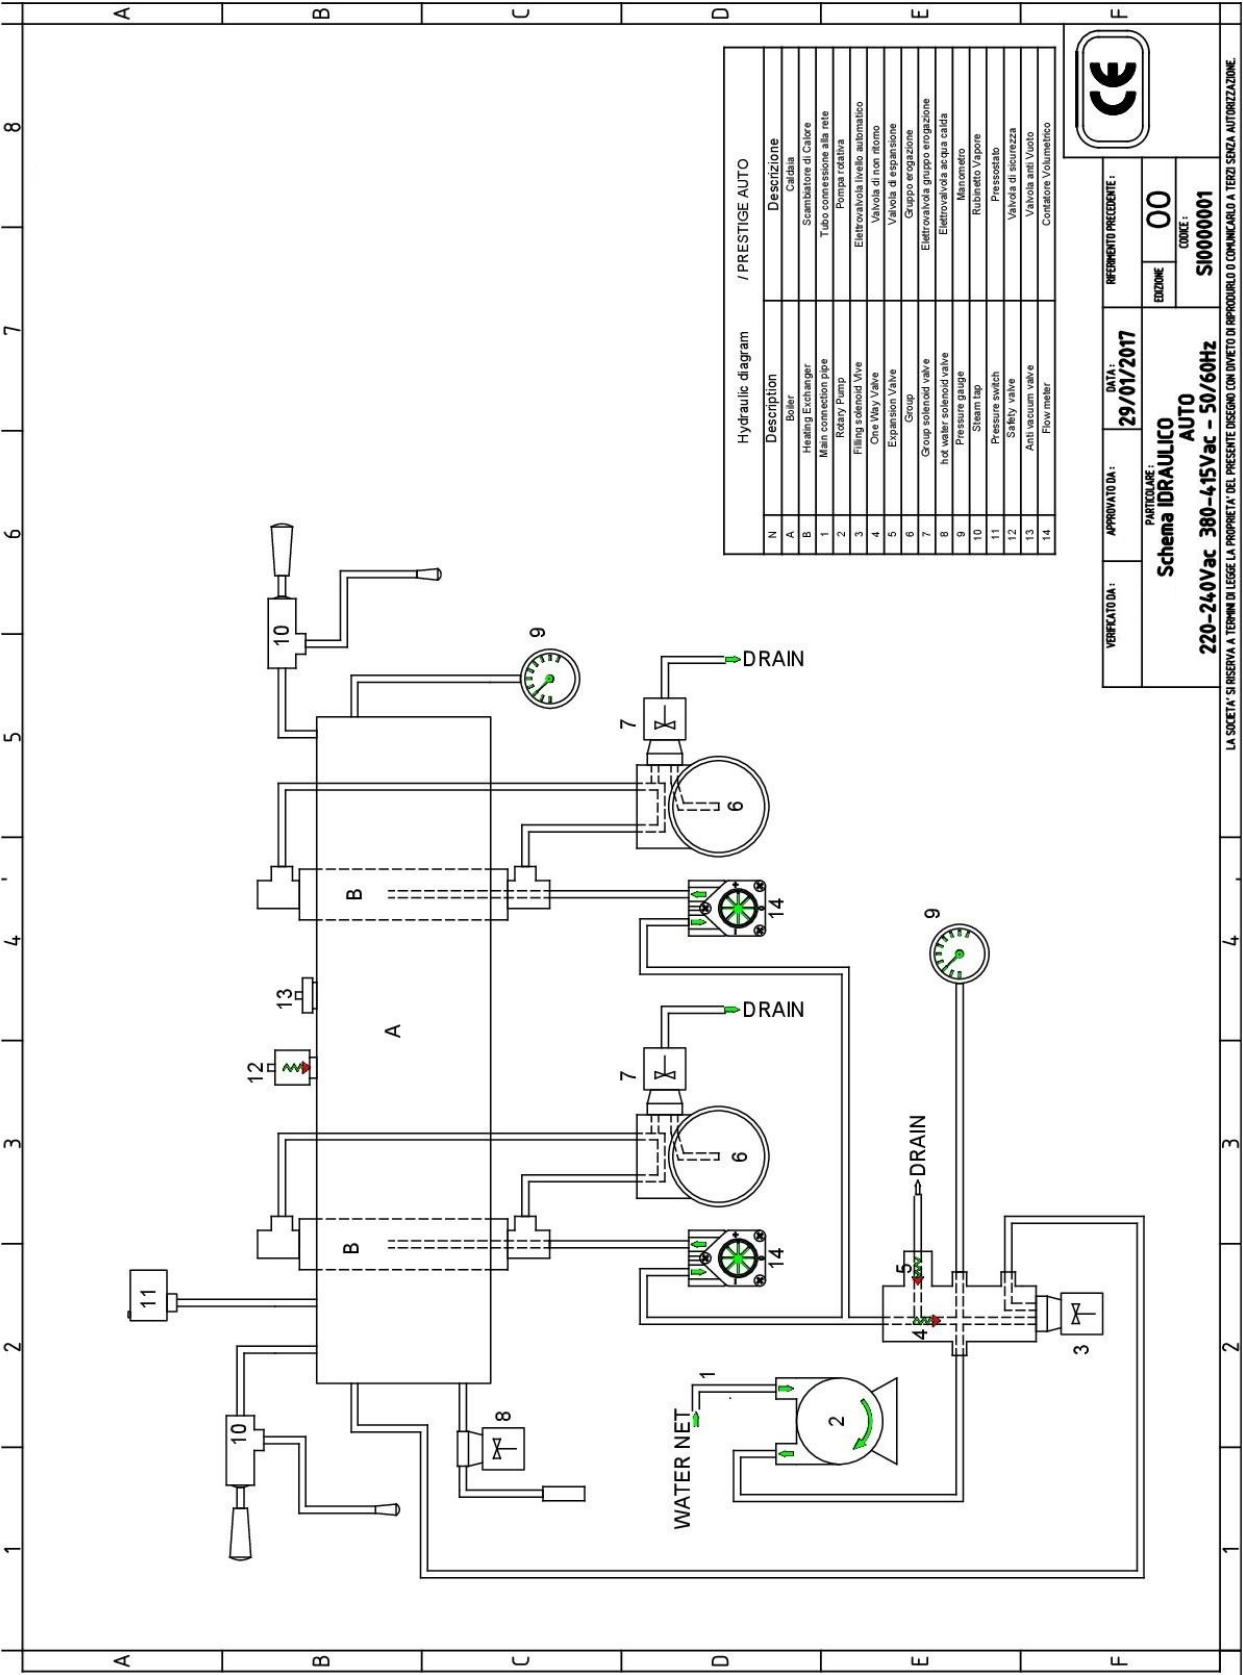 A B C D E F
8
7
6
5
4
3
2
1
A B C D E F
8
7
6
5
4
3
2
1
11
10
10
12
13
A
B
B
9
8
7
DRAIN
6
7
DRAIN
6
14
14
WATER NET
1
2
5
DRAIN
4
3
9
Hydraulic diagram / PRESTIGE AUTO
N Description Descrizione
A Boiler Caldaia
B Heating Exchanger Scambiatore di Calore
1 Main connection pipe Tubo connessione alla rete
2 Rotary Pump Pompa rotativa
3 Filling solenoid Vlve Elettrovalvola livello automatico
4 One Way Valve Valvola di non ritorno
5 Expansion Valve Valvola di espansione
6 Group Gruppo erogazione
7 Group solenoid valve Elettrovalvola gruppo erogazione
8 hot water solenoid valve Elettrovalvola acqua calda
9 Pressure gauge Manometro
10 Steam tap Rubinetto Vapore
11 Pressure switch Pressostato
12 Safety valve Valvola di sicurezza
13 Anti vacuum valve Valvola anti Vuoto
14 Flow meter Contatore Volumetrico
VERIFICATO DA :
APPROVATO DA :
DATA :
29/01/2017
RIFERIMENTO PRECEDENTE :
PARTICOLARE :
Schema IDRAULICO
AUTO
220-240Vac 380-415Vac - 50/60Hz
EDIZIONE
00
CODICE :
SI0000001
CE
LA SOCIETA' SI RISERVA A TERMINI DI LEGGE LA PROPRIETA' DEL PRESENTE DISEGNO CON DIVIETO DI RIPRODURLO O COMUNICARLO A TERZI SENZA AUTORIZZAZIONE.